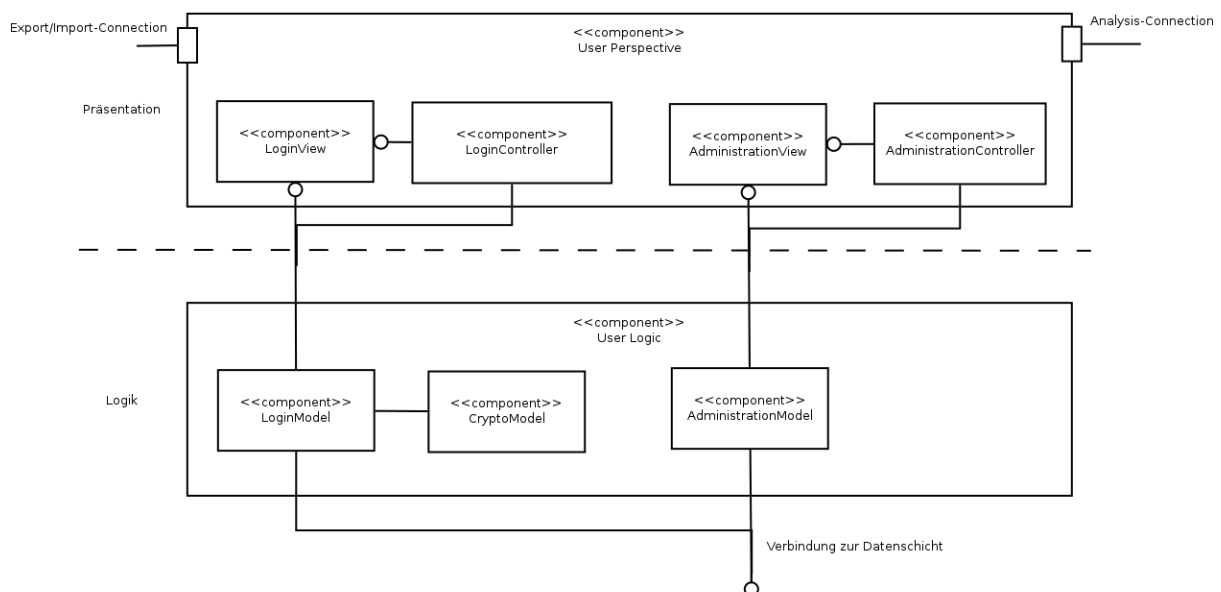 Export/Import-Connection
<<component>>
User Perspective
Analysis-Connection
Präsentation
<<component>>
LoginView
<<component>>
LoginController
<<component>>
AdministrationView
<<component>>
AdministrationController
<<component>>
User Logic
Logik
<<component>>
LoginModel
<<component>>
CryptoModel
<<component>>
AdministrationModel
Verbindung zur Datenschicht